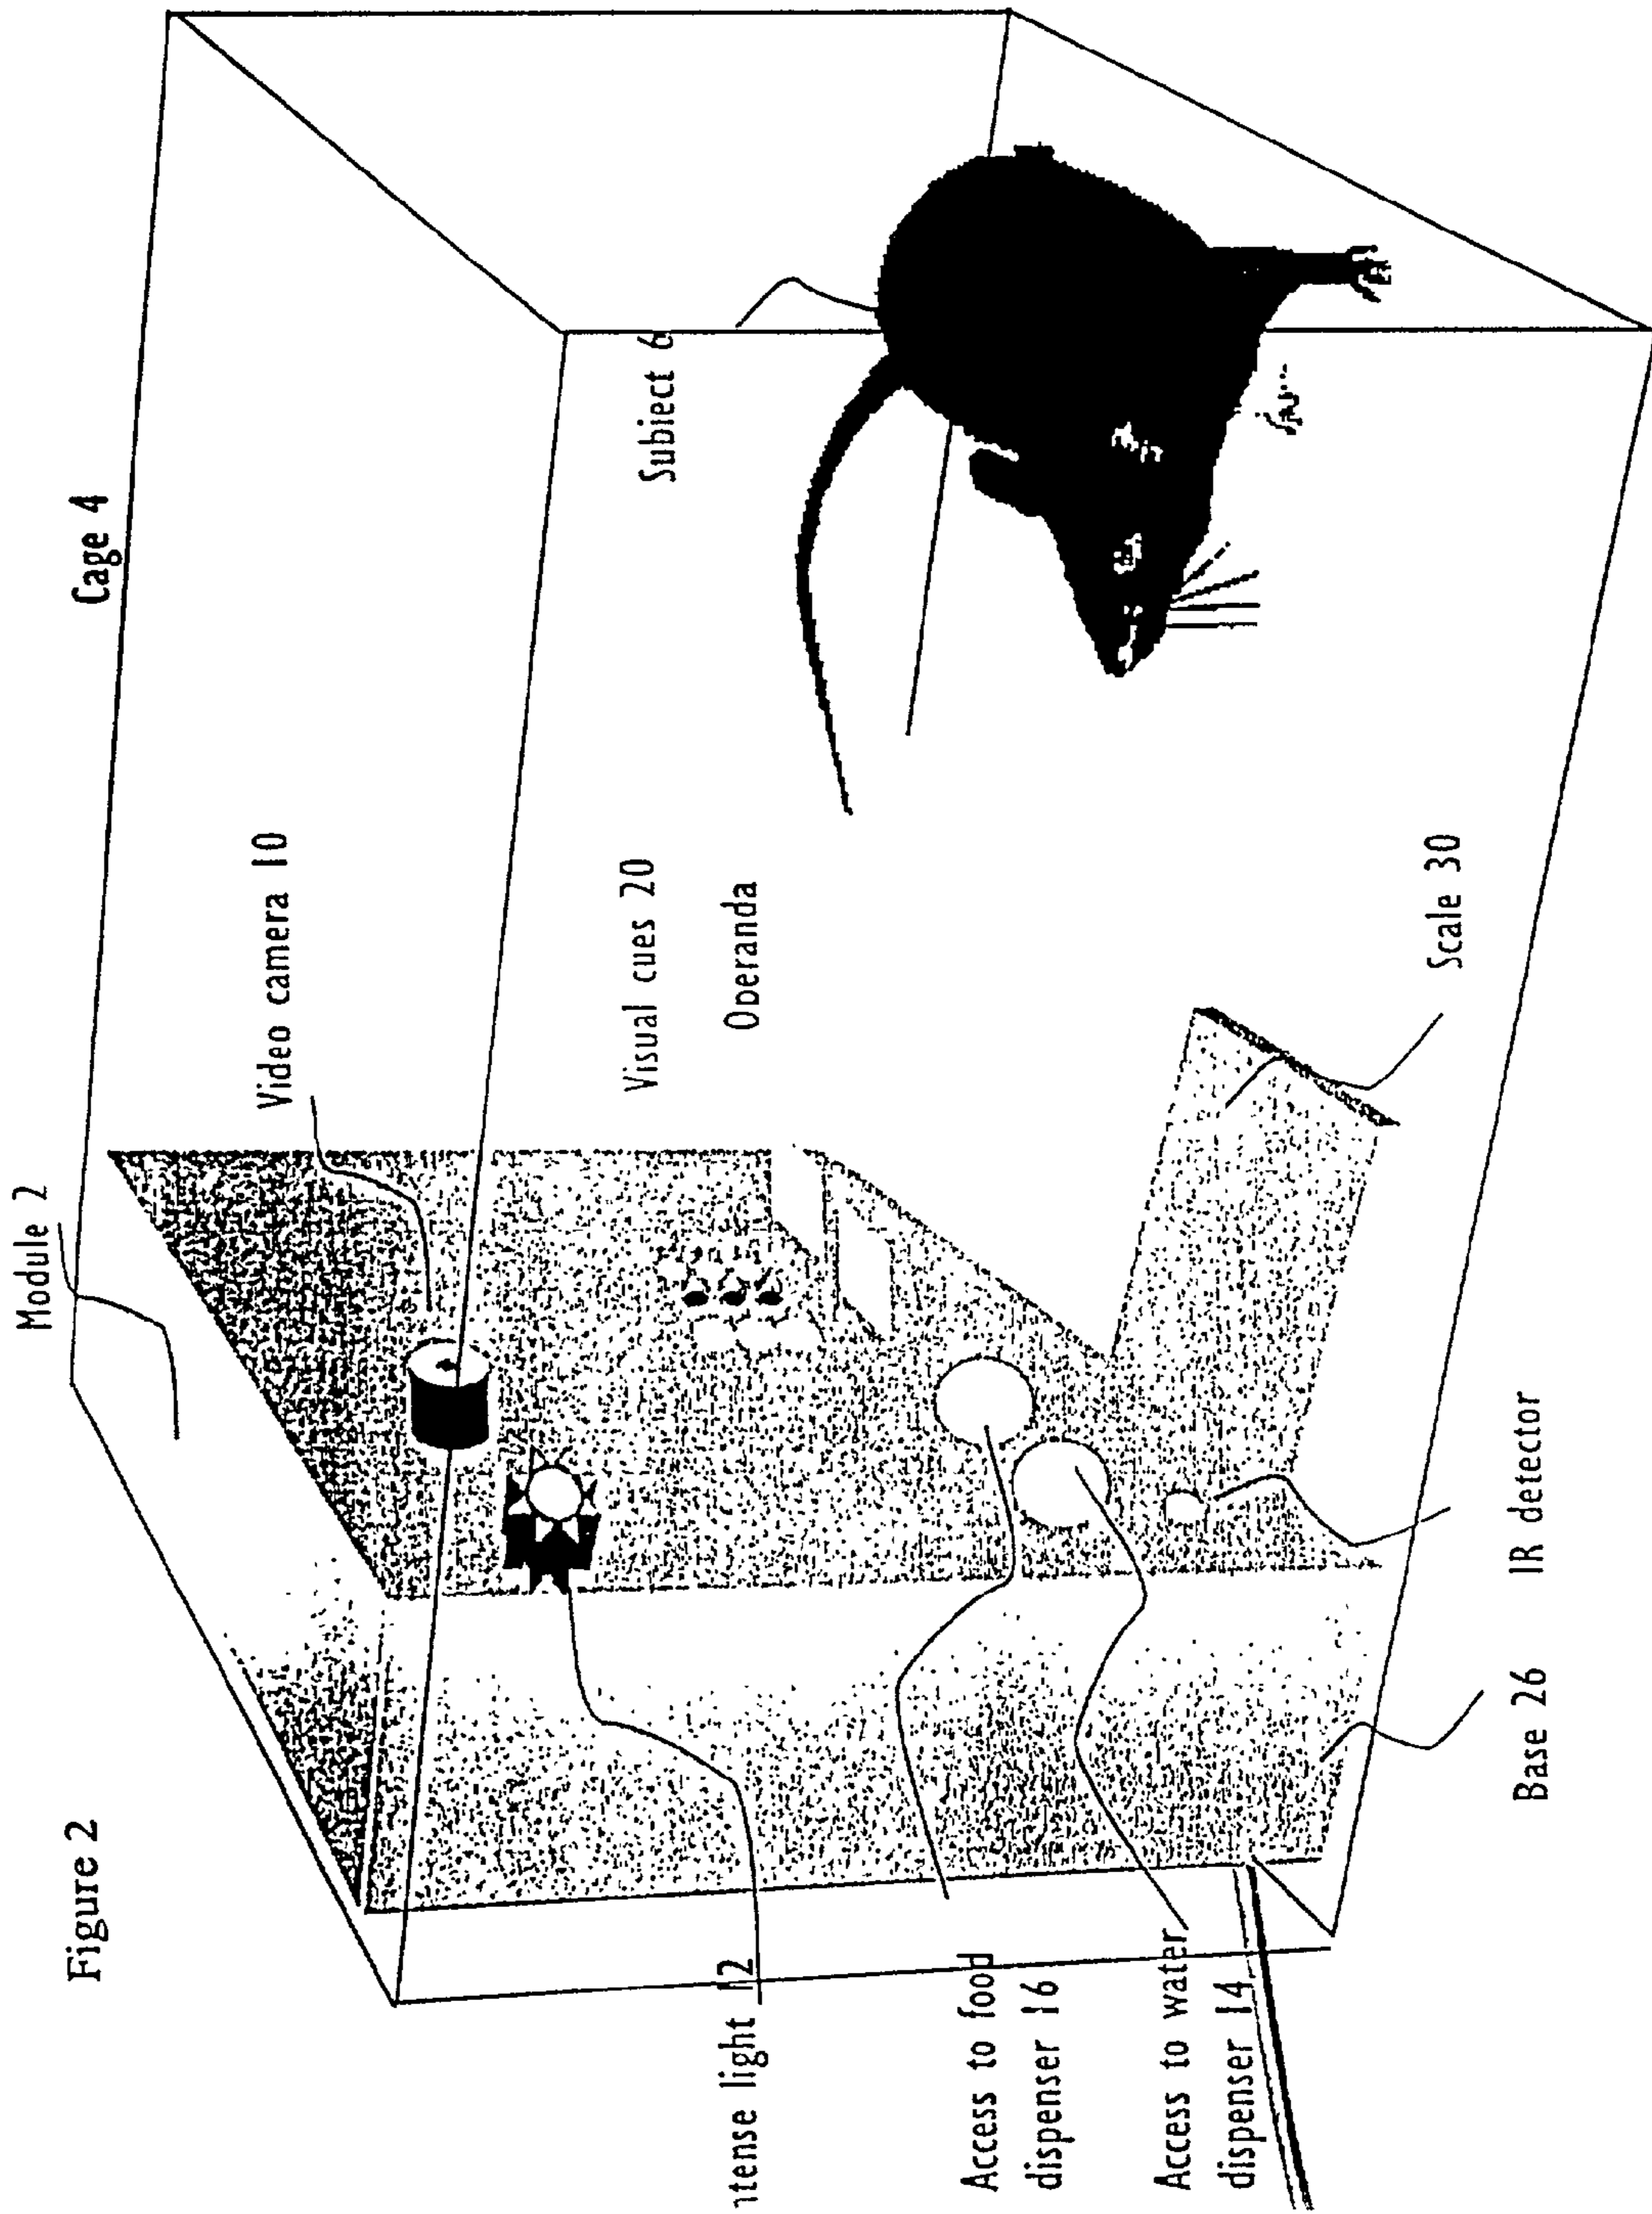 Figure 2
Module 2
Cage 4
Video camera 10
Subiect 6
Visual cues 20
Operanda
ntense light 12
Access to food
dispenser 16
Access to water
dispenser 14
Scale 30
IR detector
Base 26